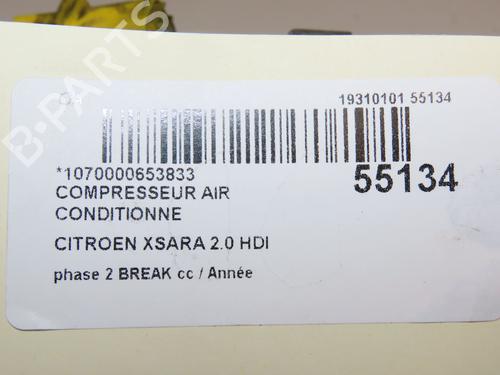 B-PARTS
19310101 55134
*1070000653833
55134
COMPRESSEUR AIR
CONDITIONNE
CITROEN XSARA 2.0 HDI
phase 2 BREAK cc / Année